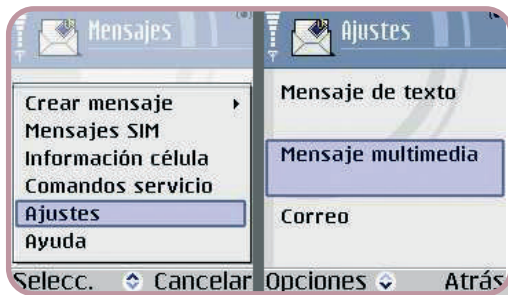 Mensajes
Crear mensaje
Mensajes SIM
Información célula
Comandos servicio
Ajustes
Ayuda
Selecc. Cancelar
Ajustes
Mensaje de texto
Mensaje multimedia
Correo
Opciones Atrás